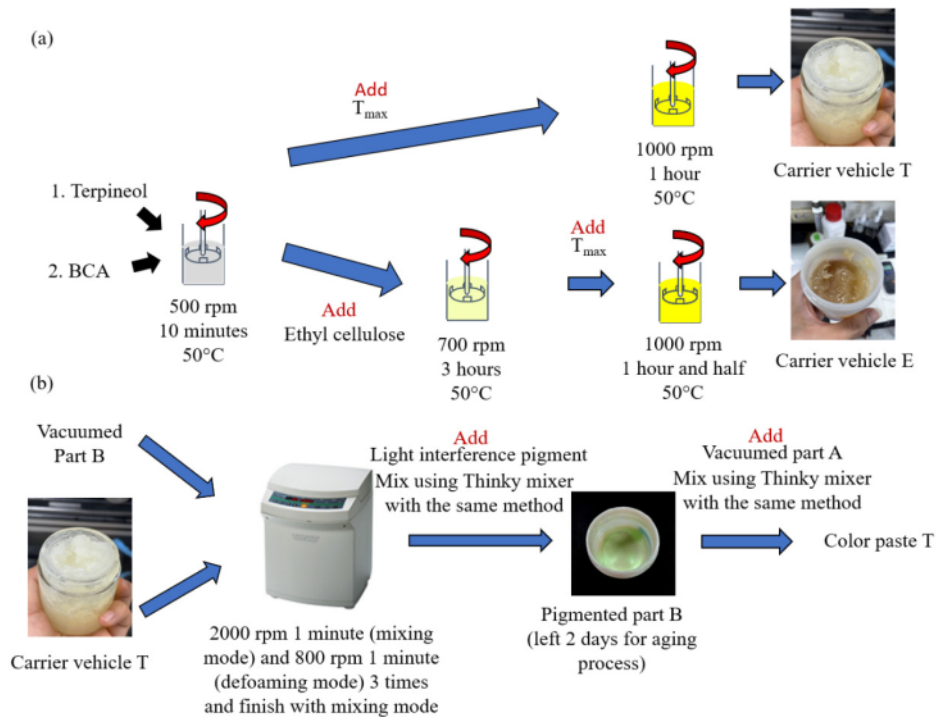 (a)
Add
T_max
1000 rpm
1 hour
50°C
Carrier vehicle T
1. Terpineol
2. BCA
500 rpm
10 minutes
50°C
Add
Ethyl cellulose
700 rpm
3 hours
50°C
Add
T_max
1000 rpm
1 hour and half
50°C
Carrier vehicle E
(b)
Vacuumed
Part B
Carrier vehicle T
2000 rpm 1 minute (mixing
mode) and 800 rpm 1 minute
(defoaming mode) 3 times
and finish with mixing mode
Add
Light interference pigment
Mix using Thinky mixer
with the same method
Pigmented part B
(left 2 days for aging
process)
Add
Vacuumed part A
Mix using Thinky mixer
with the same method
Color paste T